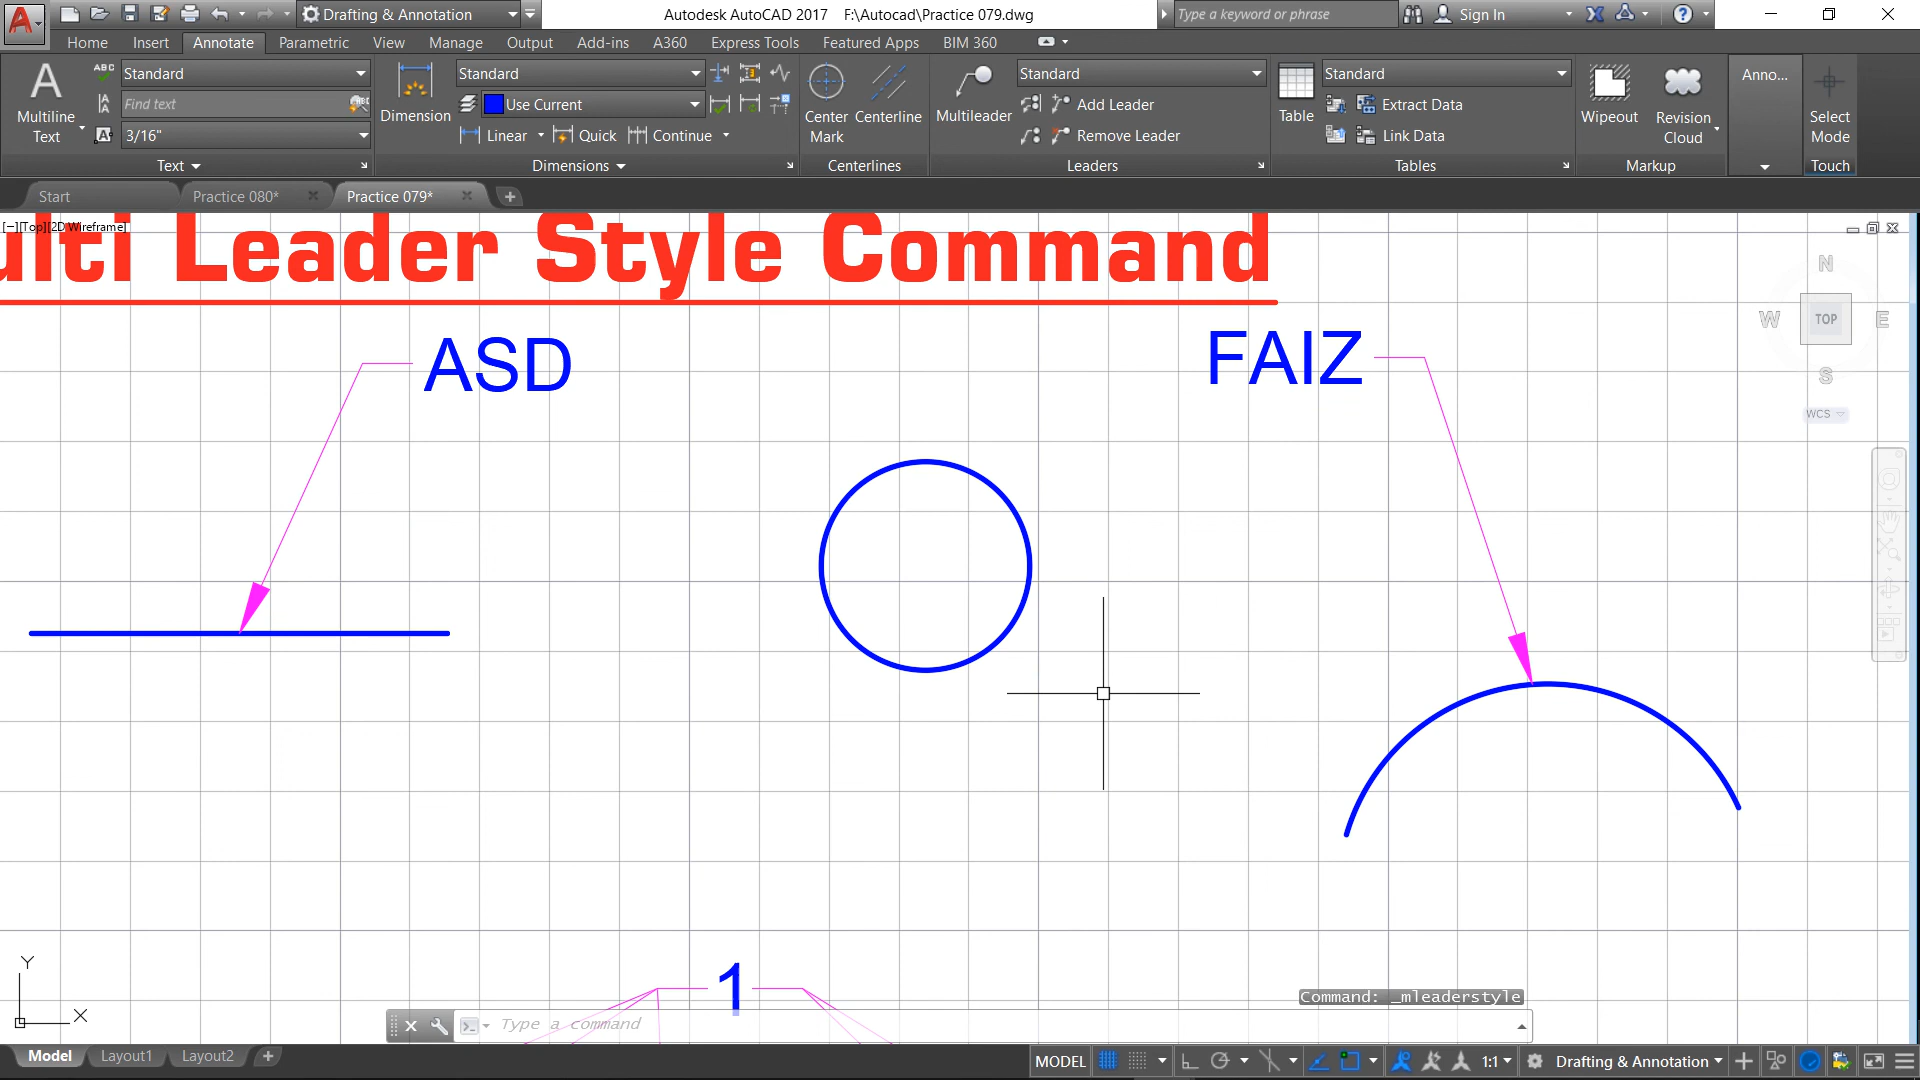 Drafting & Annotation
Autodesk AutoCAD 2017 F:\Autocad\Practice 079.dwg
Type a keyword or phrase
Sign In
Home Insert Annotate Parametric View Manage Output Add-ins A360 Express Tools Featured Apps BIM 360
Multiline Text
Standard
Find text
3/16"
Text
Dimension
Standard
Use Current
Linear Quick Continue
Dimensions
Center Mark
Centerline
Centerlines
Multileader
Standard
Add Leader
Remove Leader
Leaders
Table
Standard
Extract Data
Link Data
Tables
Wipeout
Revision Cloud
Markup
Anno...
Select Mode
Touch
Start Practice 080* Practice 079*
[−][Top][2D Wireframe]
ulti Leader Style Command
N
W TOP E
S
WCS
ASD
FAIZ
1
Y
X
Command: _mleaderstyle
Type a command
Model Layout1 Layout2
MODEL 1:1 Drafting & Annotation